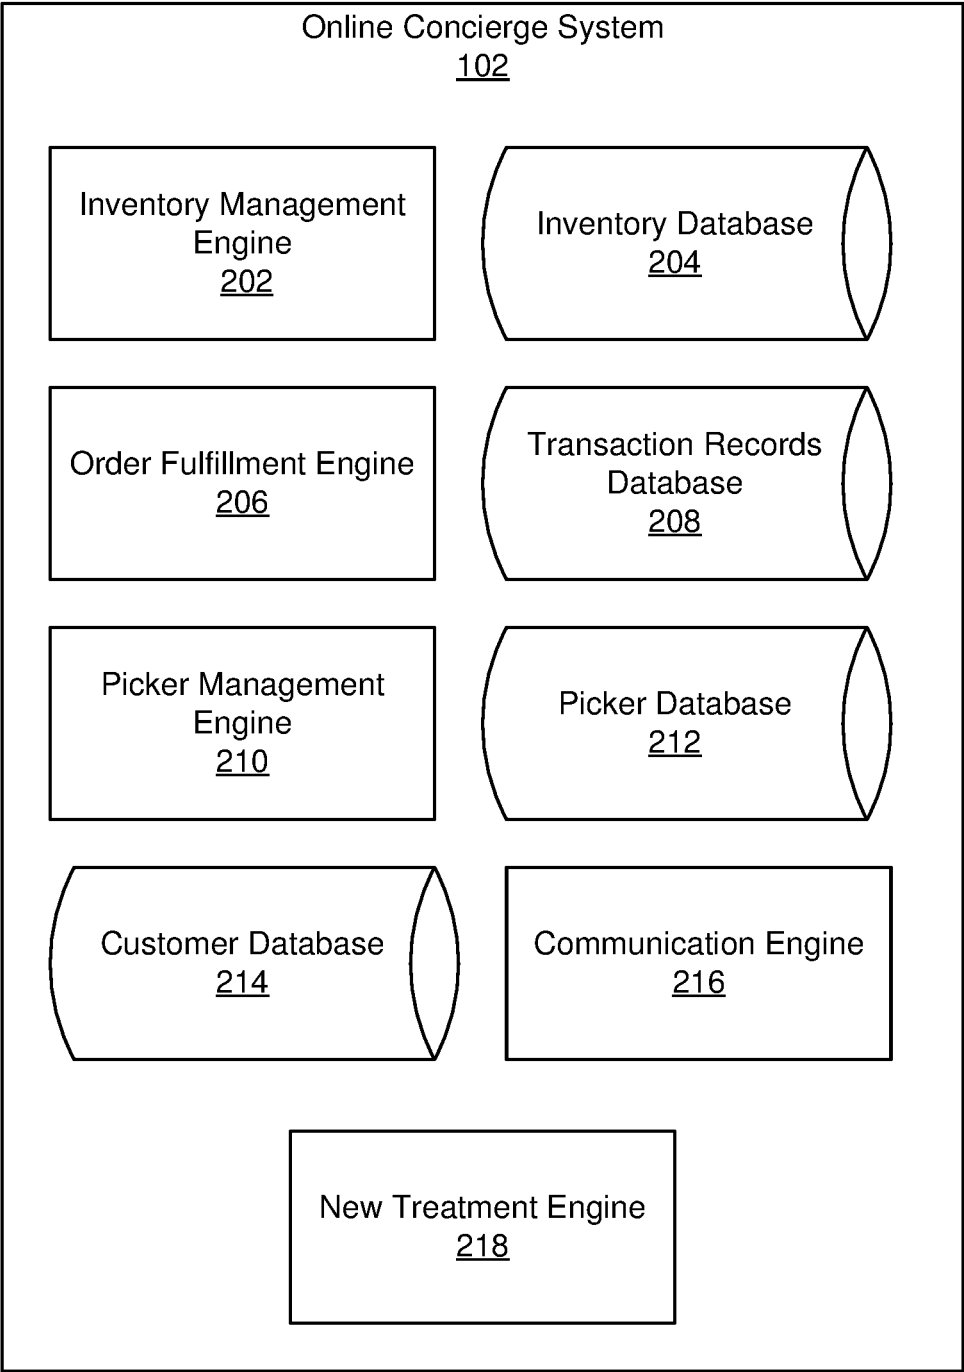 Online Concierge System
102
Inventory Management
Engine
202
Inventory Database
204
Order Fulfillment Engine
206
Transaction Records
Database
208
Picker Management
Engine
210
Picker Database
212
Customer Database
214
Communication Engine
216
New Treatment Engine
218